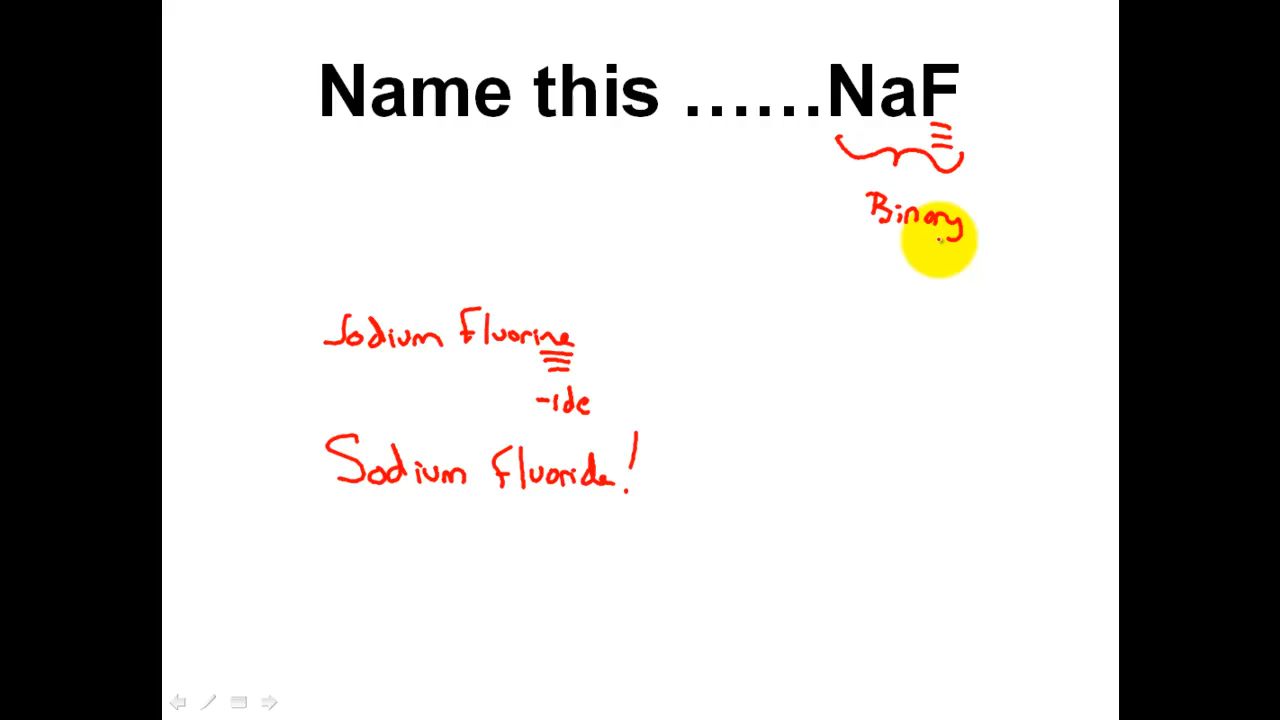 Name this ……NaF
Binary
Sodium Fluorine
-ide
Sodium Fluoride!